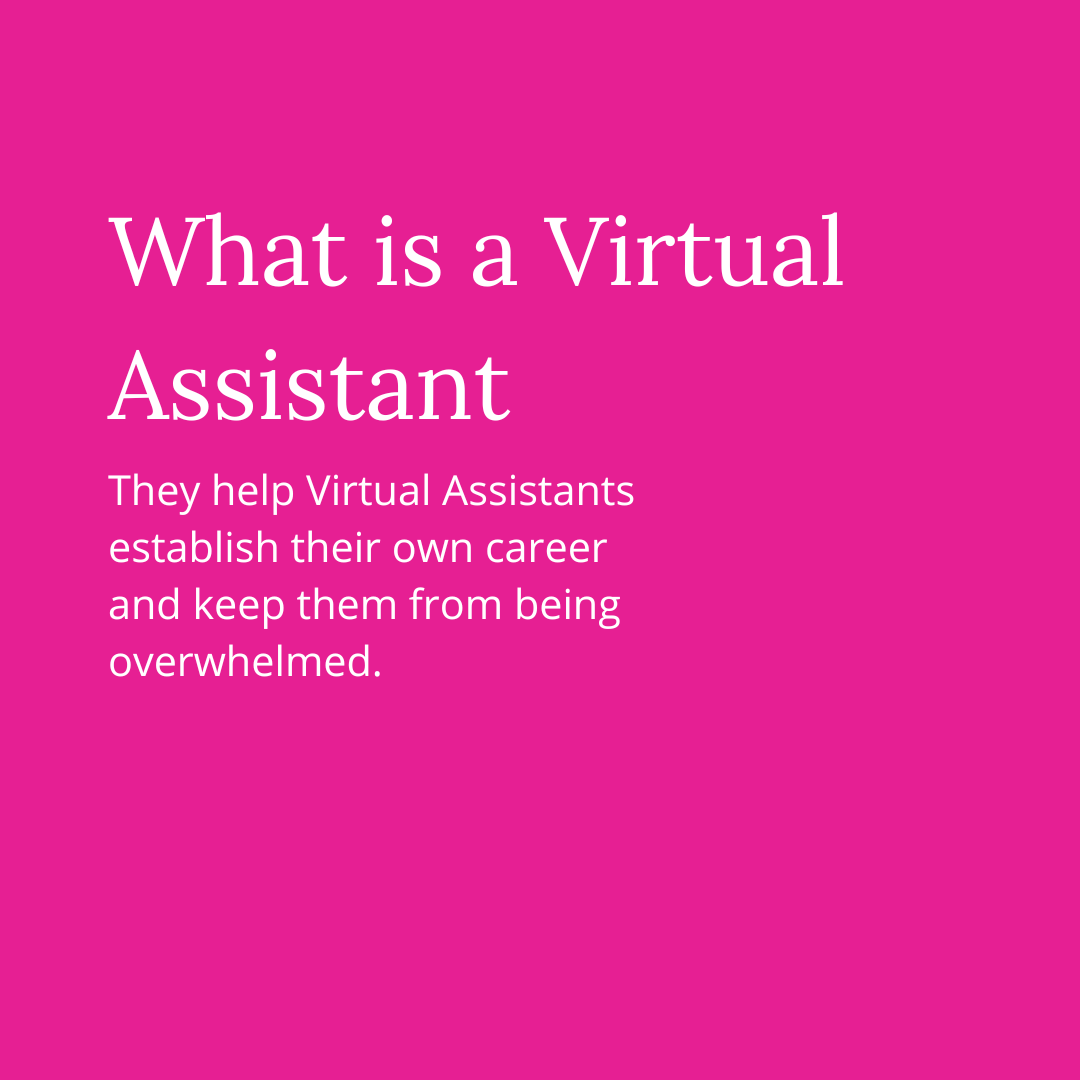 What is a Virtual
Assistant
They help Virtual Assistants
establish their own career
and keep them from being
overwhelmed.